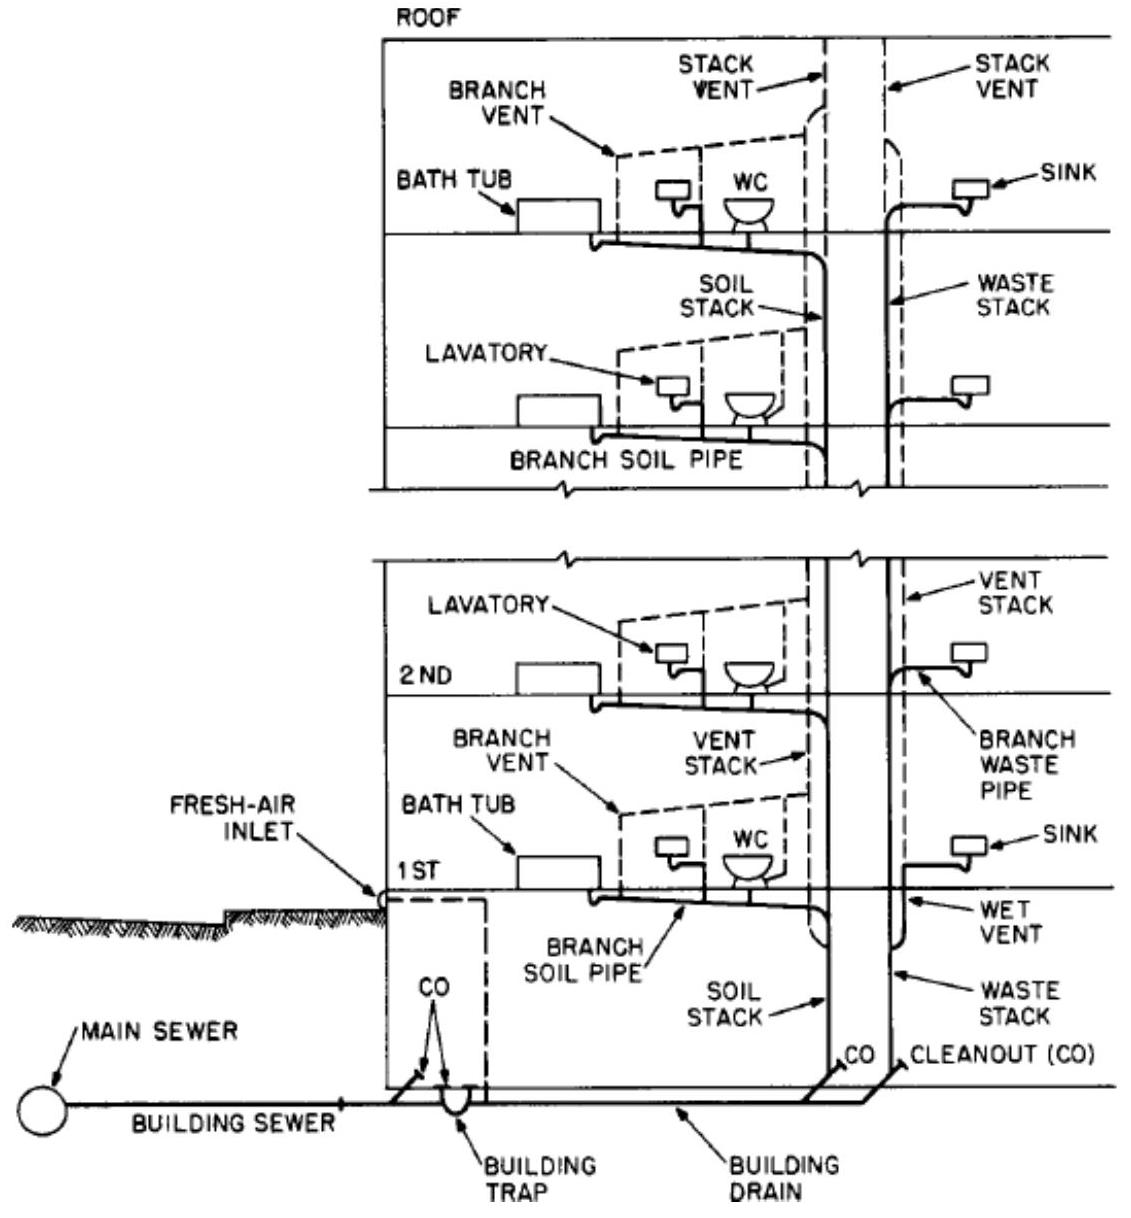 ROOF
STACK
VENT
STACK
VENT
BRANCH
VENT
BATH TUB
WC
SINK
SOIL
STACK
WASTE
STACK
LAVATORY
BRANCH SOIL PIPE
LAVATORY
VENT
STACK
2 ND
BRANCH
VENT
VENT
STACK
BRANCH
WASTE
PIPE
FRESH-AIR
INLET
BATH TUB
WC
SINK
1 ST
WET
VENT
BRANCH
SOIL PIPE
CO
SOIL
STACK
WASTE
STACK
MAIN SEWER
CO
CLEANOUT (CO)
BUILDING SEWER
BUILDING
TRAP
BUILDING
DRAIN